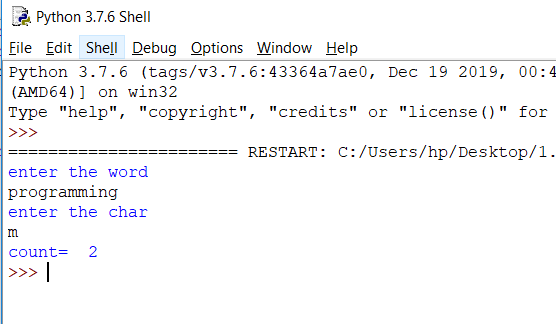 Python 3.7.6 Shell
File Edit Shell Debug Options Window Help
Python 3.7.6 (tags/v3.7.6:43364a7ae0, Dec 19 2019, 00:4
(AMD64)] on win32
Type "help", "copyright", "credits" or "license()" for
>>>
======================= RESTART: C:/Users/hp/Desktop/1.
enter the word
programming
enter the char
m
count=  2
>>>